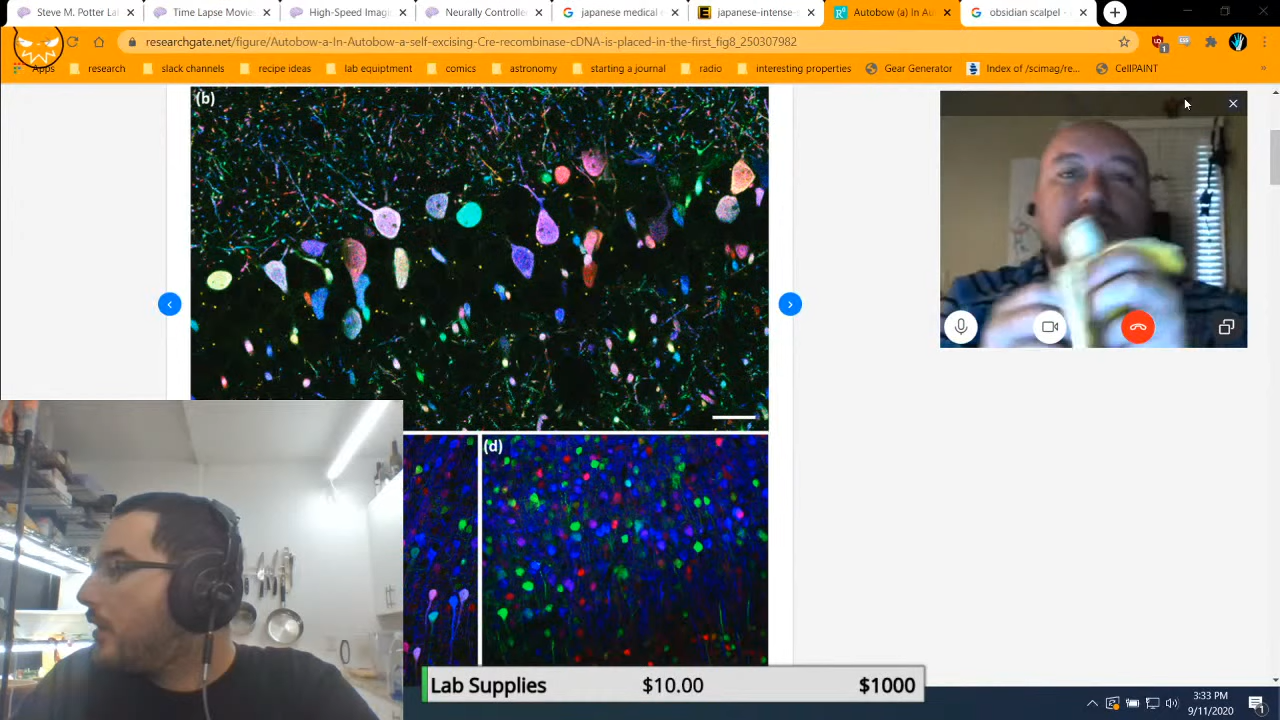 Steve M. Potter La
Time Lapse Movie
High-Speed Imag
Neurally Controlle
japanese medical
japanese-intense-
Autobow (a) In Au
obsidian scalpel -
researchgate.net/figure/Autobow-a-In-Autobow-a-self-excising-Cre-recombinase-cDNA-is-placed-in-the-first_fig8_250307982
1
Apps
research
slack channels
recipe ideas
lab equiptment
comics
astronomy
starting a journal
radio
interesting properties
Gear Generator
Index of /scimag/re...
CellPAINT
(b)
(d)
Lab Supplies $10.00 $1000
3:33 PM
9/11/2020
1